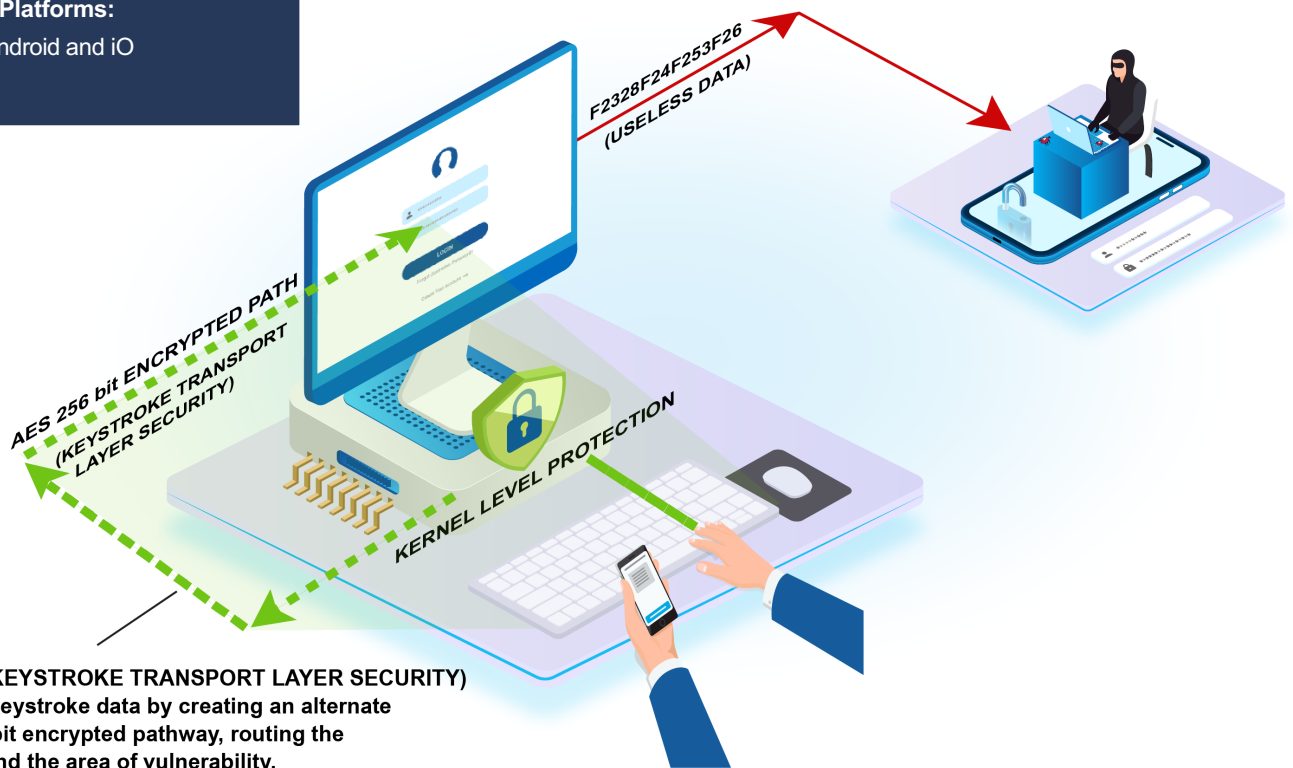 Platforms:
ndroid and iO
F2328F24F253F26
(USELESS DATA)
LOGIN
AES 256 bit ENCRYPTED PATH
(KEYSTROKE TRANSPORT
LAYER SECURITY)
KERNEL LEVEL PROTECTION
KEYSTROKE TRANSPORT LAYER SECURITY)
eystroke data by creating an alternate
bit encrypted pathway, routing the
nd the area of vulnerability.